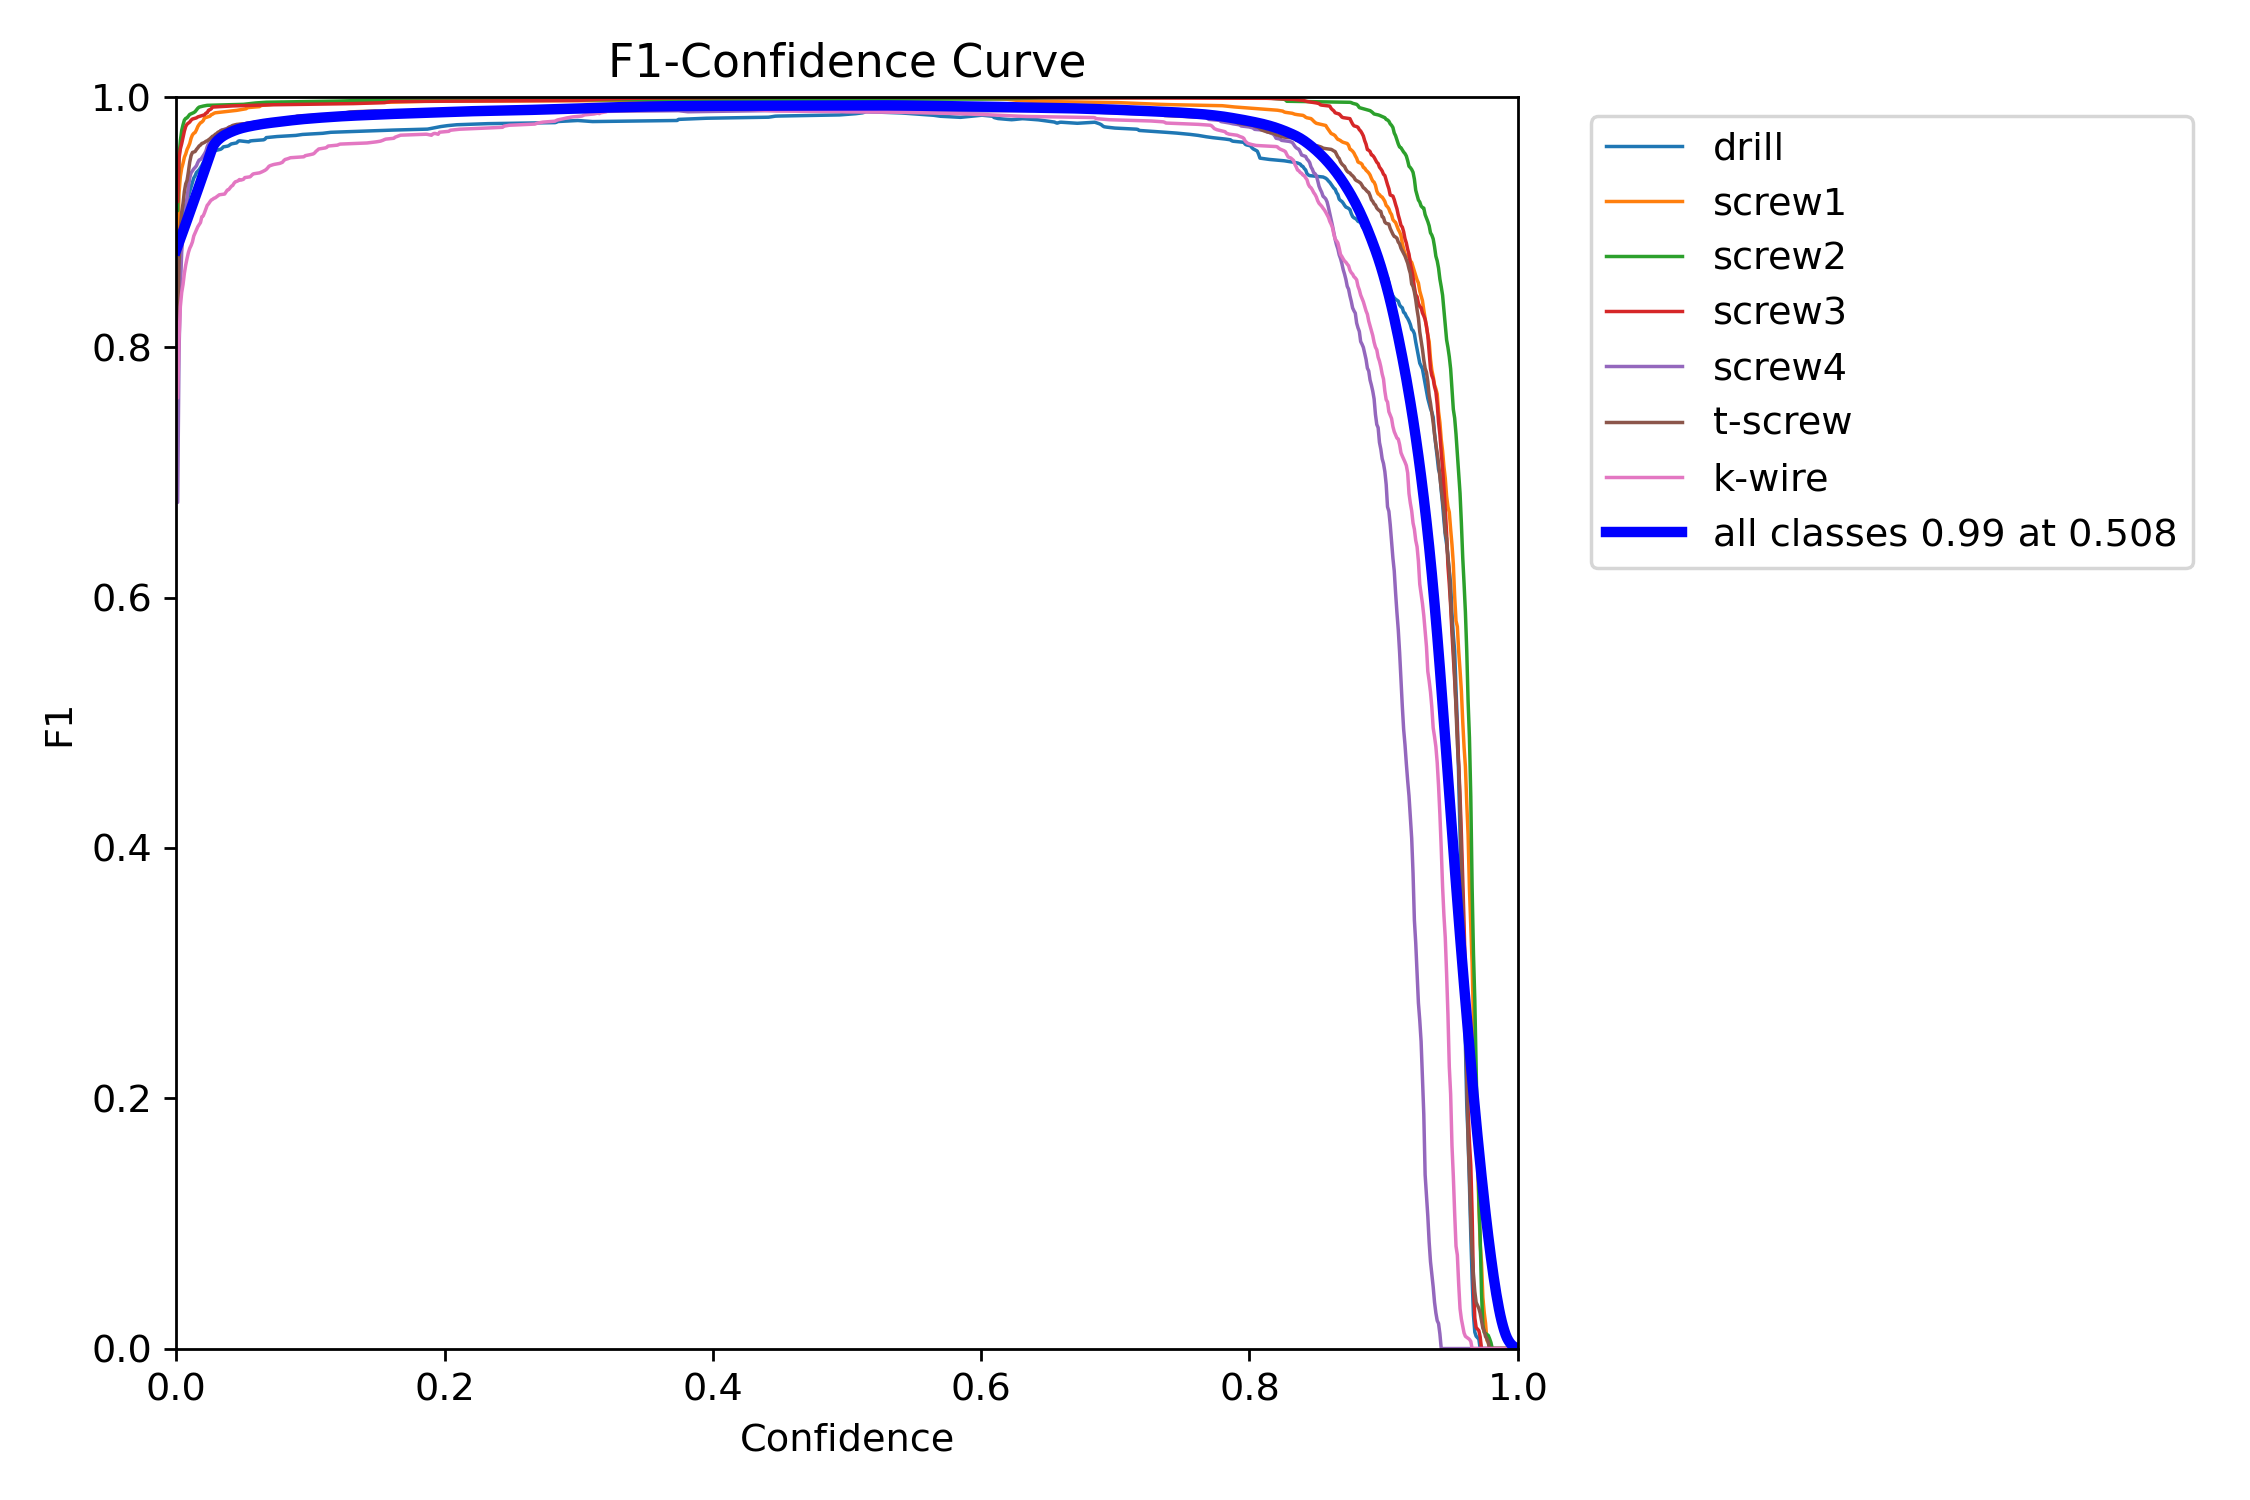 F1-Confidence Curve
1.0
0.8
0.6
0.4
0.2
0.0
F1
0.0 0.2 0.4 0.6 0.8 1.0
Confidence
drill
screw1
screw2
screw3
screw4
t-screw
k-wire
all classes 0.99 at 0.508